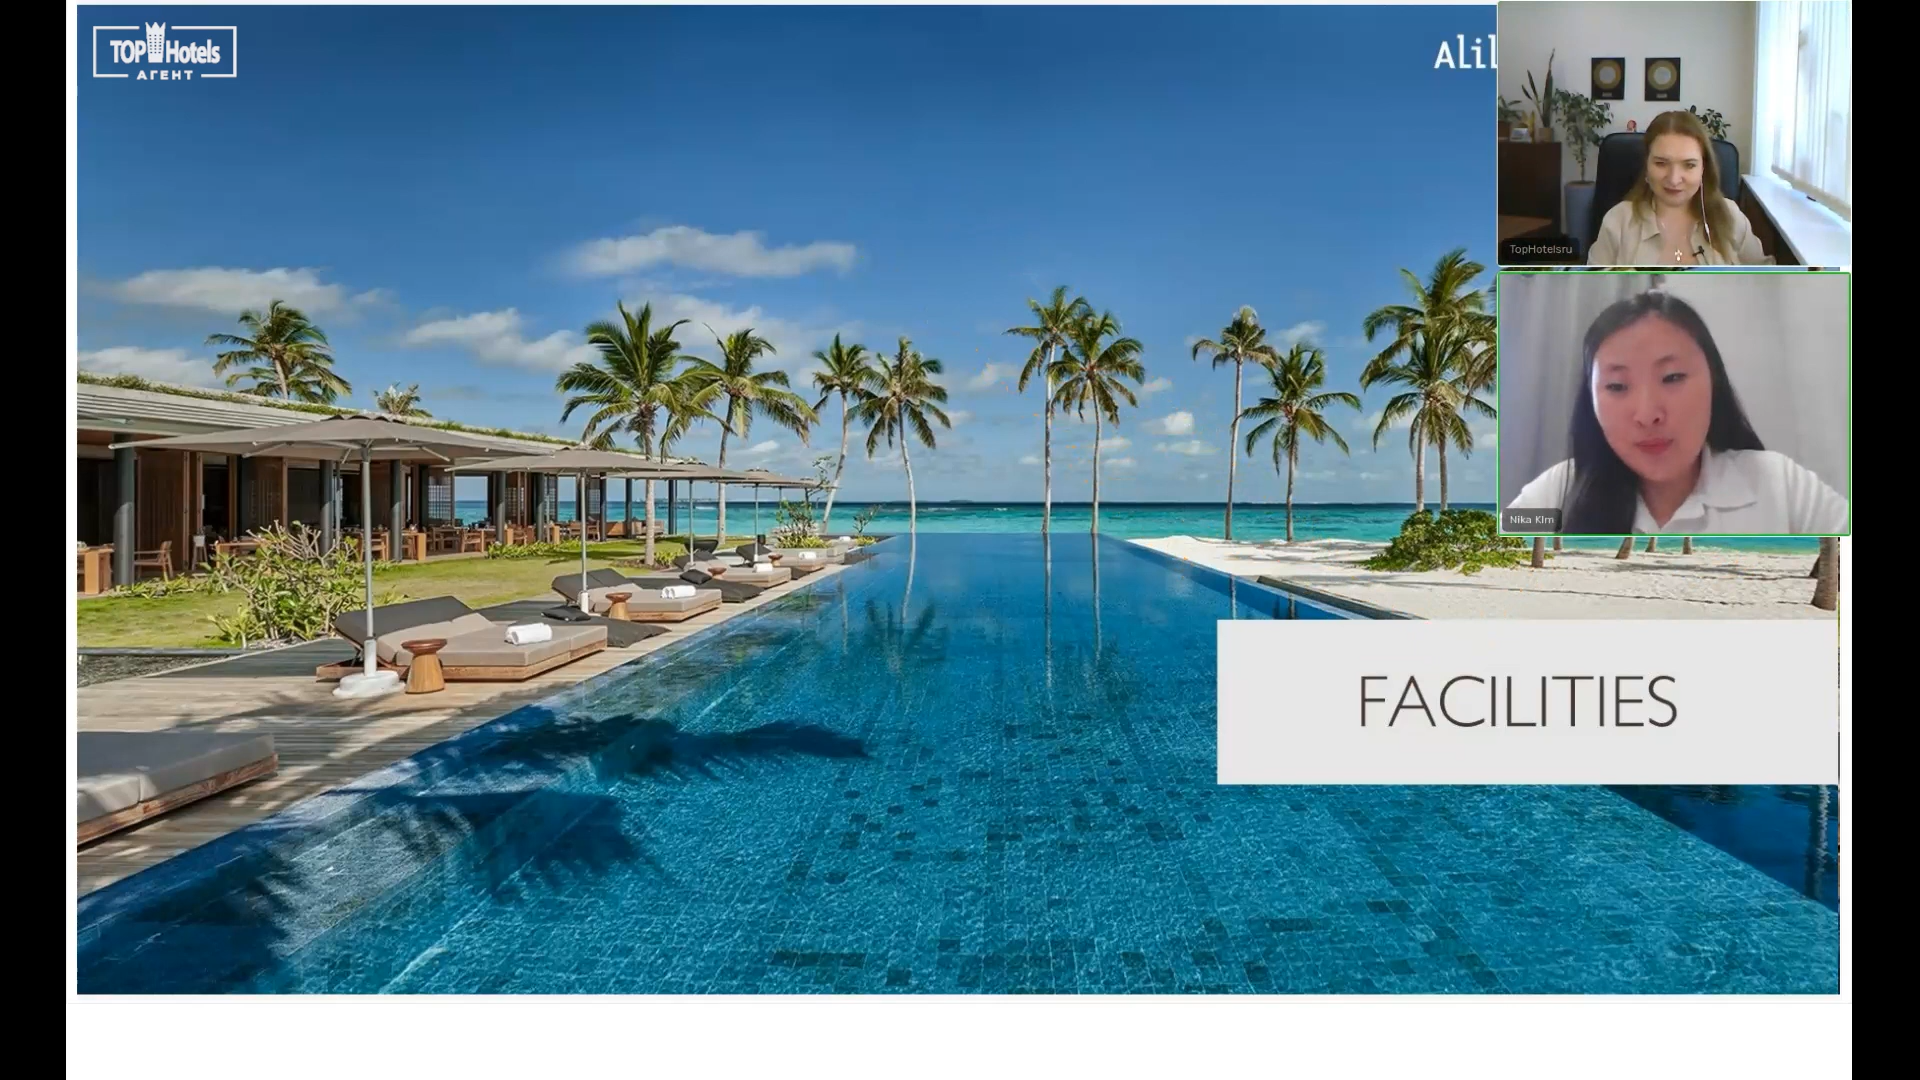 TOP Hotels
АГЕНТ
Alil
TopHotelsru
Nika Kim
FACILITIES